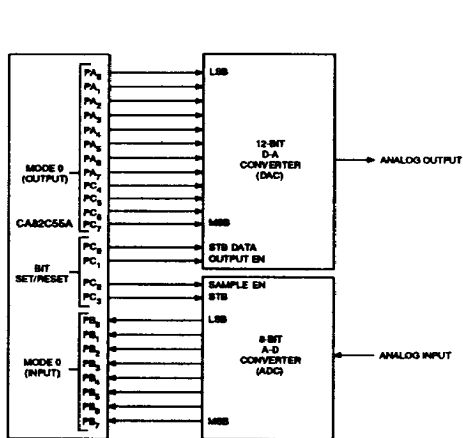 PA₀
PA₁
PA₂
PA₃
PA₄
PA₅
PA₆
PA₇
PC₄
PC₅
PC₆
PC₇
MODE 0
(OUTPUT)
CA82C55A
PC₀
PC₁
PC₂
PC₃
BIT
SET/RESET
PB₀
PB₁
PB₂
PB₃
PB₄
PB₅
PB₆
PB₇
MODE 0
(INPUT)
LSB
12-BIT
D-A
CONVERTER
(DAC)
MSB
STB DATA
OUTPUT EN
ANALOG OUTPUT
SAMPLE EN
STB
LSB
8-BIT
A-D
CONVERTER
(ADC)
MSB
ANALOG INPUT